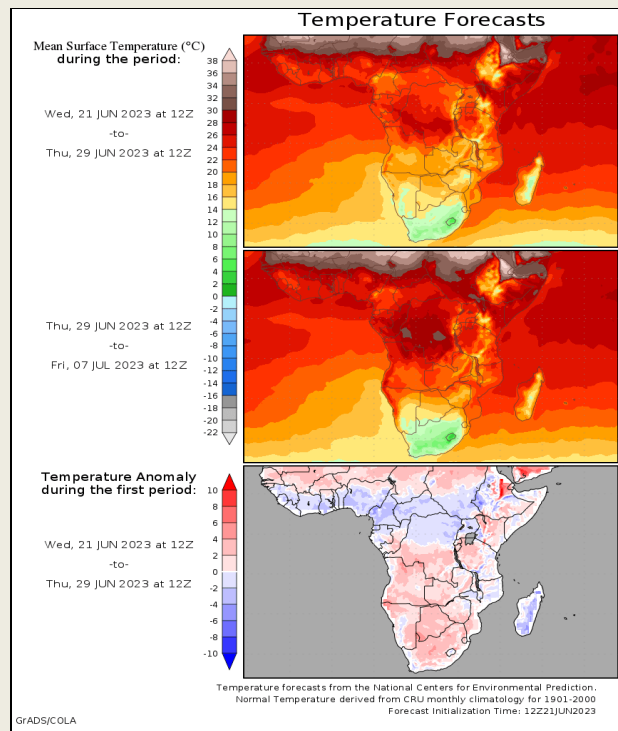 Temperature Forecasts
Mean Surface Temperature (°C)
during the period:
Wed, 21 JUN 2023 at 12Z
-to-
Thu, 29 JUN 2023 at 12Z
38
36
34
32
30
28
26
24
22
20
18
16
14
12
10
8
6
4
2
0
-2
-4
-6
-8
-10
-12
-14
-16
-18
-20
-22
Thu, 29 JUN 2023 at 12Z
-to-
Fri, 07 JUL 2023 at 12Z
Temperature Anomaly
during the first period:
Wed, 21 JUN 2023 at 12Z
-to-
Thu, 29 JUN 2023 at 12Z
10
8
6
4
2
0
-2
-4
-6
-8
-10
Temperature forecasts from the National Centers for Environmental Prediction.
Normal Temperature derived from CRU monthly climatology for 1901-2000
Forecast Initialization Time: 12Z21JUN2023
GrADS/COLA